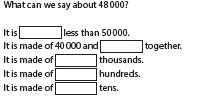 What can we say about 48 000?
It is less than 50 000.
It is made of 40 000 and together.
It is made of thousands.
It is made of hundreds.
It is made of tens.